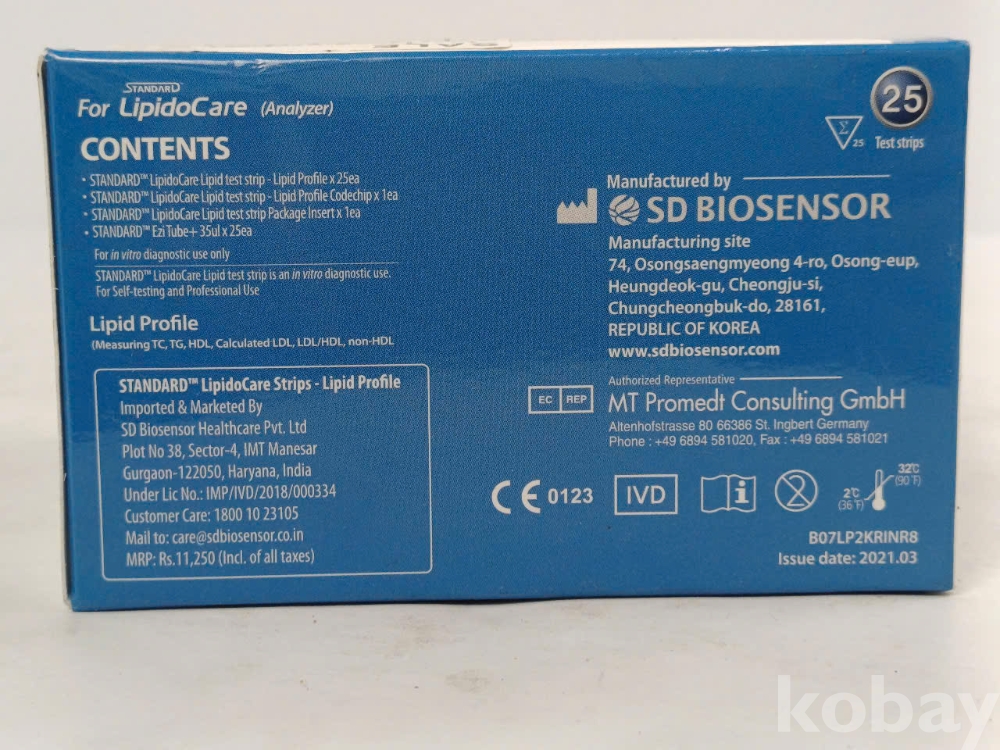 STANDARD
For LipidoCare (Analyzer)
CONTENTS
• STANDARD™ LipidoCare Lipid test strip - Lipid Profile x 25ea
• STANDARD™ LipidoCare Lipid test strip - Lipid Profile Codechip x 1ea
• STANDARD™ LipidoCare Lipid test strip Package Insert x 1ea
• STANDARD™ Ezi Tube+ 35ul x 25ea
For in vitro diagnostic use only
STANDARD™ LipidoCare Lipid test strip is an in vitro diagnostic use.
For Self-testing and Professional Use
Lipid Profile
(Measuring TC, TG, HDL, Calculated LDL, LDL/HDL, non-HDL
STANDARD™ LipidoCare Strips - Lipid Profile
Imported & Marketed By
SD Biosensor Healthcare Pvt. Ltd
Plot No 38, Sector-4, IMT Manesar
Gurgaon-122050, Haryana, India
Under Lic No.: IMP/IVD/2018/000334
Customer Care: 1800 10 23105
Mail to: care@sdbiosensor.co.in
MRP: Rs.11,250 (Incl. of all taxes)
25
Σ
25
Test strips
Manufactured by
SD BIOSENSOR
Manufacturing site
74, Osongsaengmyeong 4-ro, Osong-eup,
Heungdeok-gu, Cheongju-si,
Chungcheongbuk-do, 28161,
REPUBLIC OF KOREA
www.sdbiosensor.com
Authorized Representative
EC REP
MT Promedt Consulting GmbH
Altenhofstrasse 80 66386 St. Ingbert Germany
Phone : +49 6894 581020, Fax : +49 6894 581021
CE 0123
IVD
i
2
2℃
(36℉)
32℃
(90℉)
B07LP2KRINR8
Issue date: 2021.03
kobay